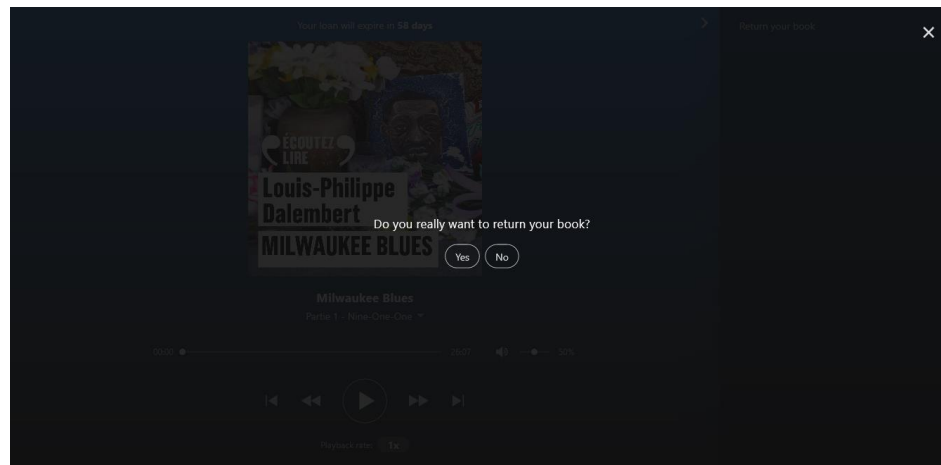 Your loan will expire in 58 days
Return your book
ÉCOUTEZ
LIRE
Louis-Philippe
Dalembert
MILWAUKEE BLUES
Do you really want to return your book?
Yes No
Milwaukee Blues
Partie 1 - Nine-One-One
00:00 26:07 50%
Playback rate: 1x